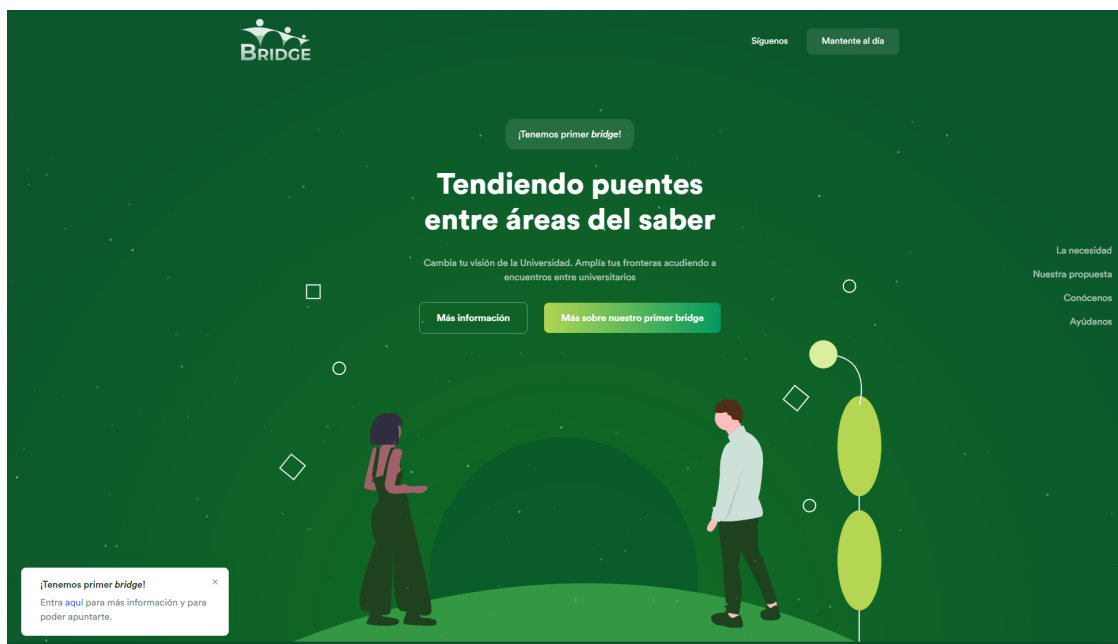 BRIDGE
Síguenos
Mantente al día
¡Tenemos primer bridge!
Tendiendo puentes
entre áreas del saber
Cambia tu visión de la Universidad. Amplía tus fronteras acudiendo a
encuentros entre universitarios
Más información
Más sobre nuestro primer bridge
La necesidad
Nuestra propuesta
Conócenos
Ayúdanos
¡Tenemos primer bridge!
×
Entra aquí para más información y para
poder apuntarte.